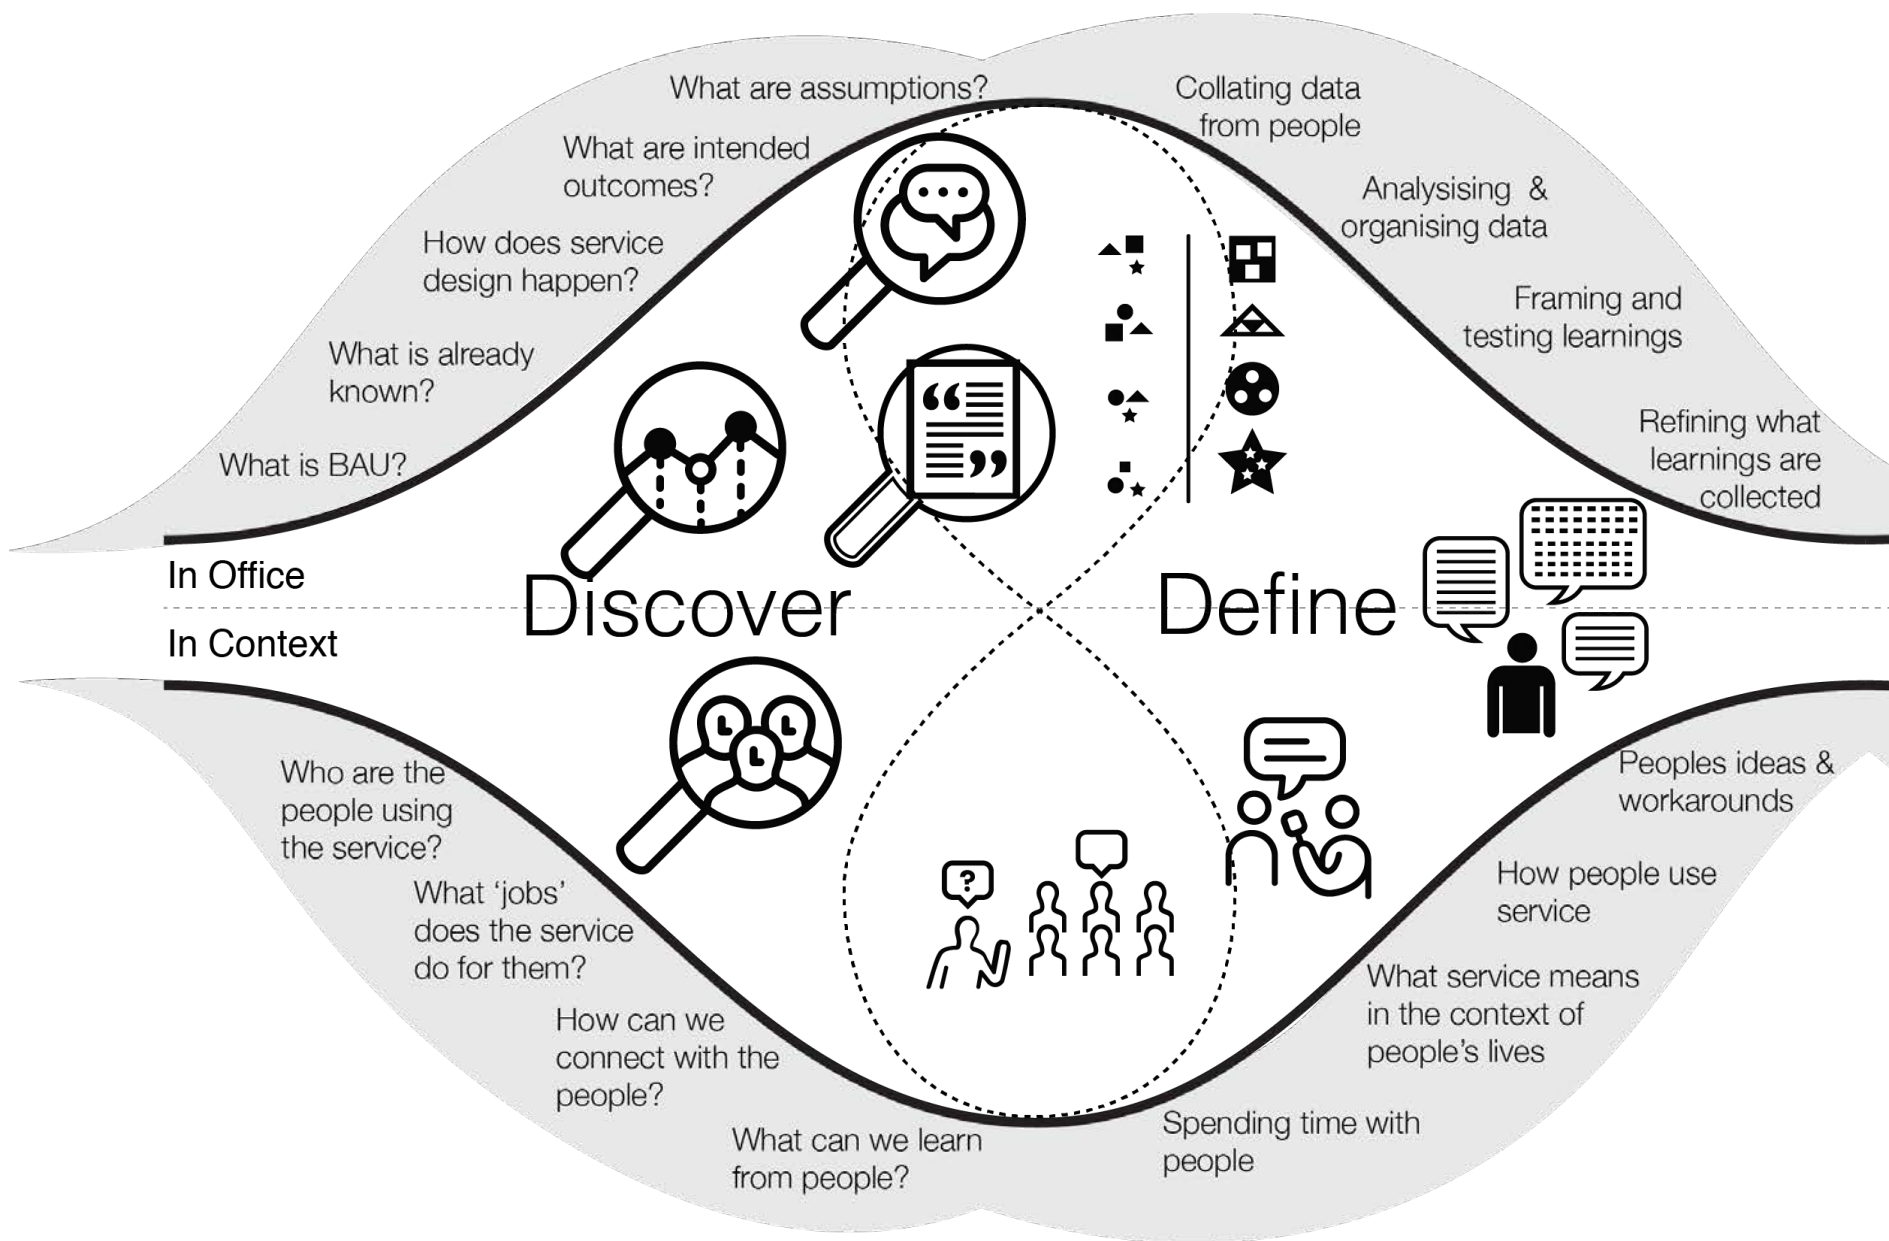 What are assumptions?
What are intended
outcomes?
How does service
design happen?
What is already
known?
What is BAU?
Collating data
from people
Analysising &
organising data
Framing and
testing learnings
Refining what
learnings are
collected
In Office
In Context
Discover
Define
?
Who are the
people using
the service?
What ‘jobs’
does the service
do for them?
How can we
connect with the
people?
What can we learn
from people?
Peoples ideas &
workarounds
How people use
service
What service means
in the context of
people’s lives
Spending time with
people